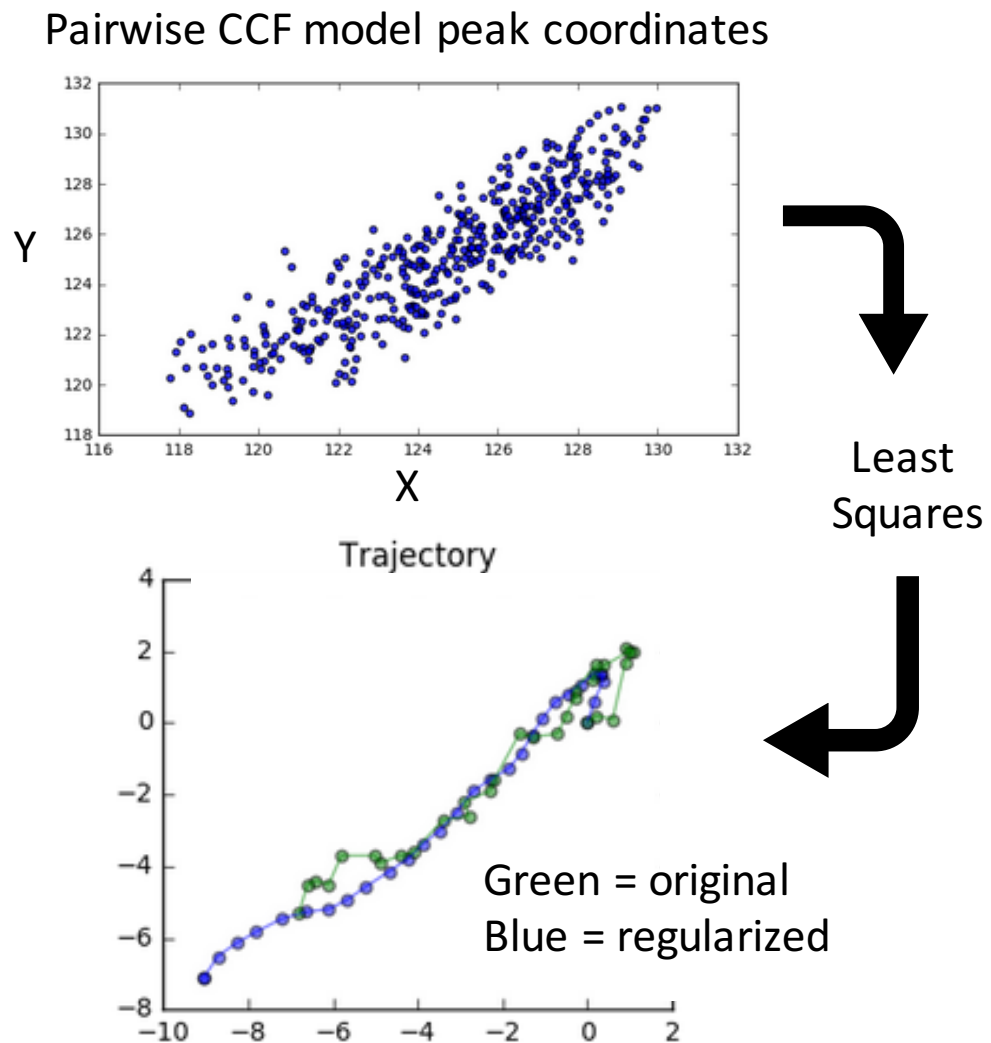 Pairwise CCF model peak coordinates
132
130
128
126
124
122
120
118
Y
116 118 120 122 124 126 128 130 132
X
Least
Squares
Trajectory
4
2
0
−2
−4
−6
−8
−10 −8 −6 −4 −2 0 2
Green = original
Blue = regularized